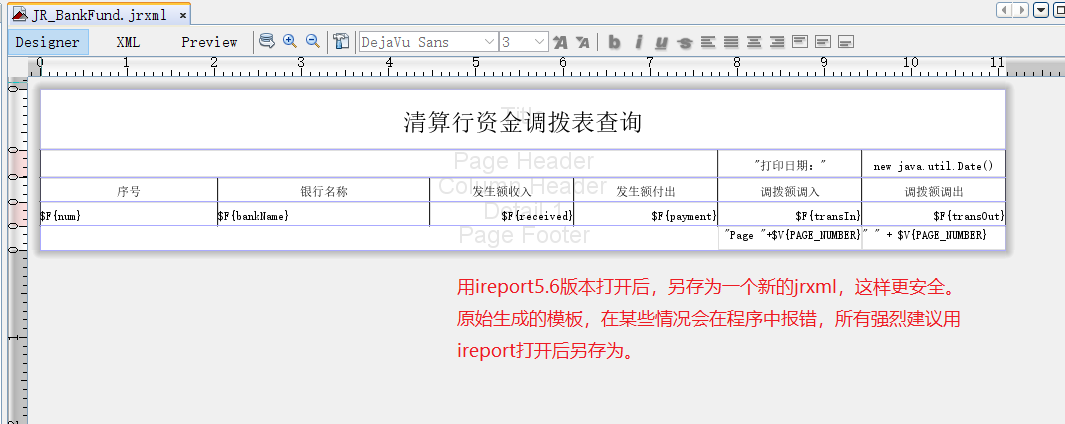 JR_BankFund.jrxml
Designer XML Preview DejaVu Sans 3 A A b i u s
0 1 2 3 4 5 6 7 8 9 10 11
Title
清算行资金调拨表查询
Page Header
"打印日期：" new java.util.Date()
Column Header
序号 银行名称 发生额收入 发生额付出 调拨额调入 调拨额调出
Detail 1
$F{num} $F{bankName} $F{received} $F{payment} $F{transIn} $F{transOut}
Page Footer
"Page "+$V{PAGE_NUMBER} " " + $V{PAGE_NUMBER}
用ireport5.6版本打开后，另存为一个新的jrxml，这样更安全。
原始生成的模板，在某些情况会在程序中报错，所有强烈建议用
ireport打开后另存为。